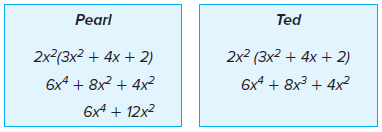 Pearl
2x²(3x² + 4x + 2)
6x⁴ + 8x² + 4x²
6x⁴ + 12x²
Ted
2x² (3x² + 4x + 2)
6x⁴ + 8x³ + 4x²